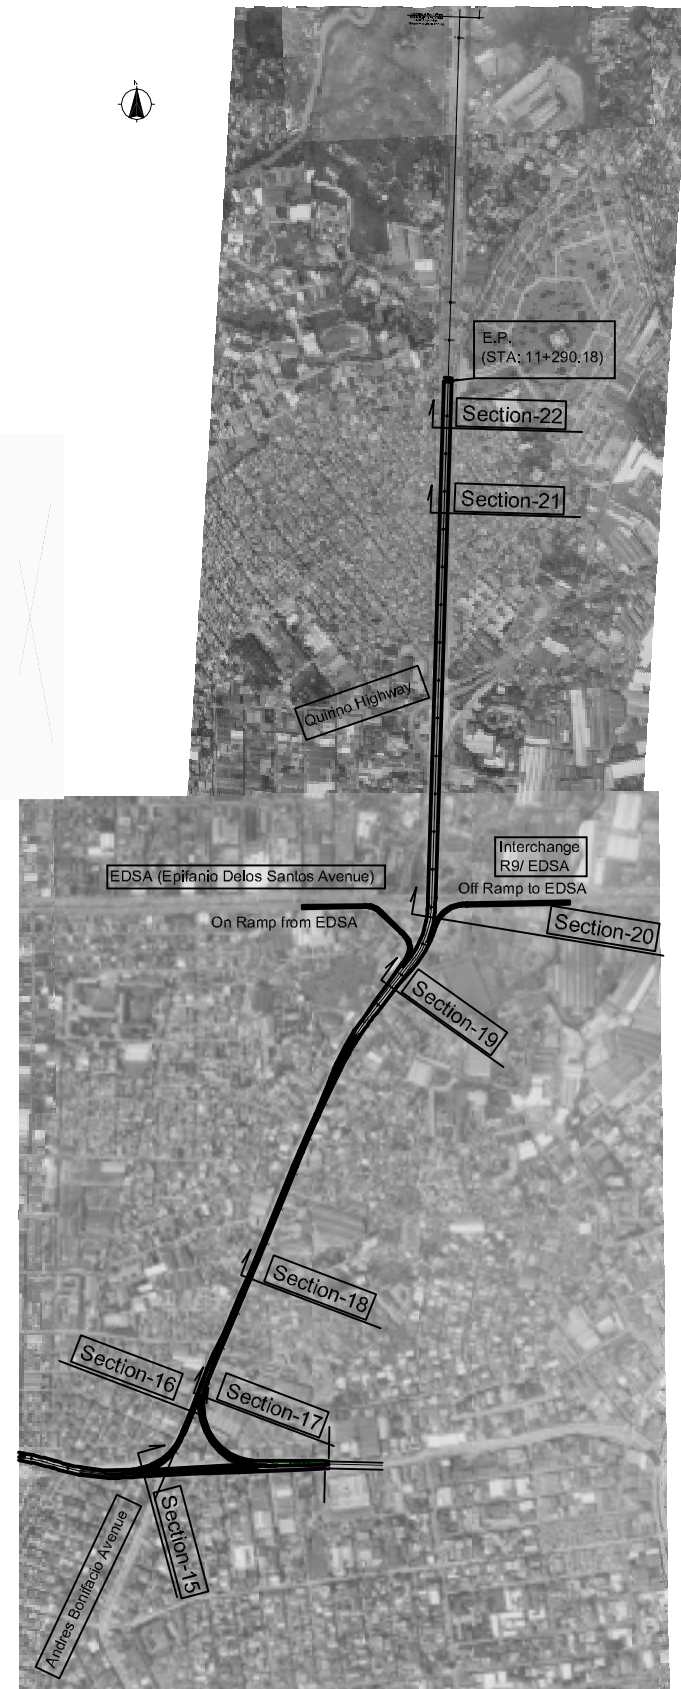 N
E.P.
(STA: 11+290.18)
Section-22
Section-21
Quirino Highway
Interchange
R9/ EDSA
EDSA (Epifanio Delos Santos Avenue)
Off Ramp to EDSA
On Ramp from EDSA
Section-20
Section-19
Section-18
Section-16
Section-17
Section-15
Andres Bonifacio Avenue